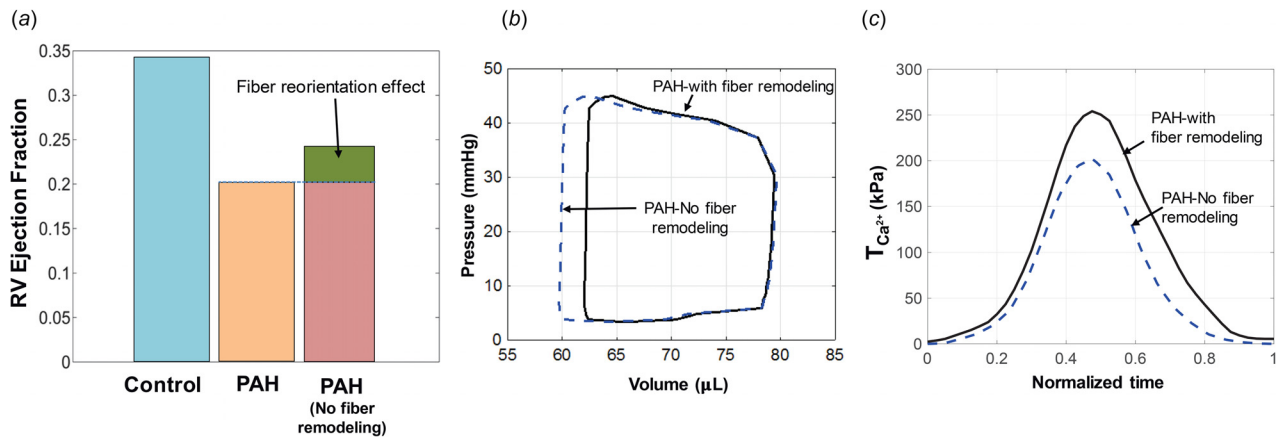 (a)
RV Ejection Fraction
0.35
0.3
0.25
0.2
0.15
0.1
0.05
0
Fiber reorientation effect
Control
PAH
PAH
(No fiber
remodeling)
(b)
Pressure (mmHg)
50
40
30
20
10
0
PAH-with fiber remodeling
PAH-No fiber
remodeling
55
60
65
70
75
80
85
Volume (μL)
(c)
T_Ca²⁺ (kPa)
300
250
200
150
100
50
0
PAH-with
fiber remodeling
PAH-No fiber
remodeling
0
0.2
0.4
0.6
0.8
1
Normalized time